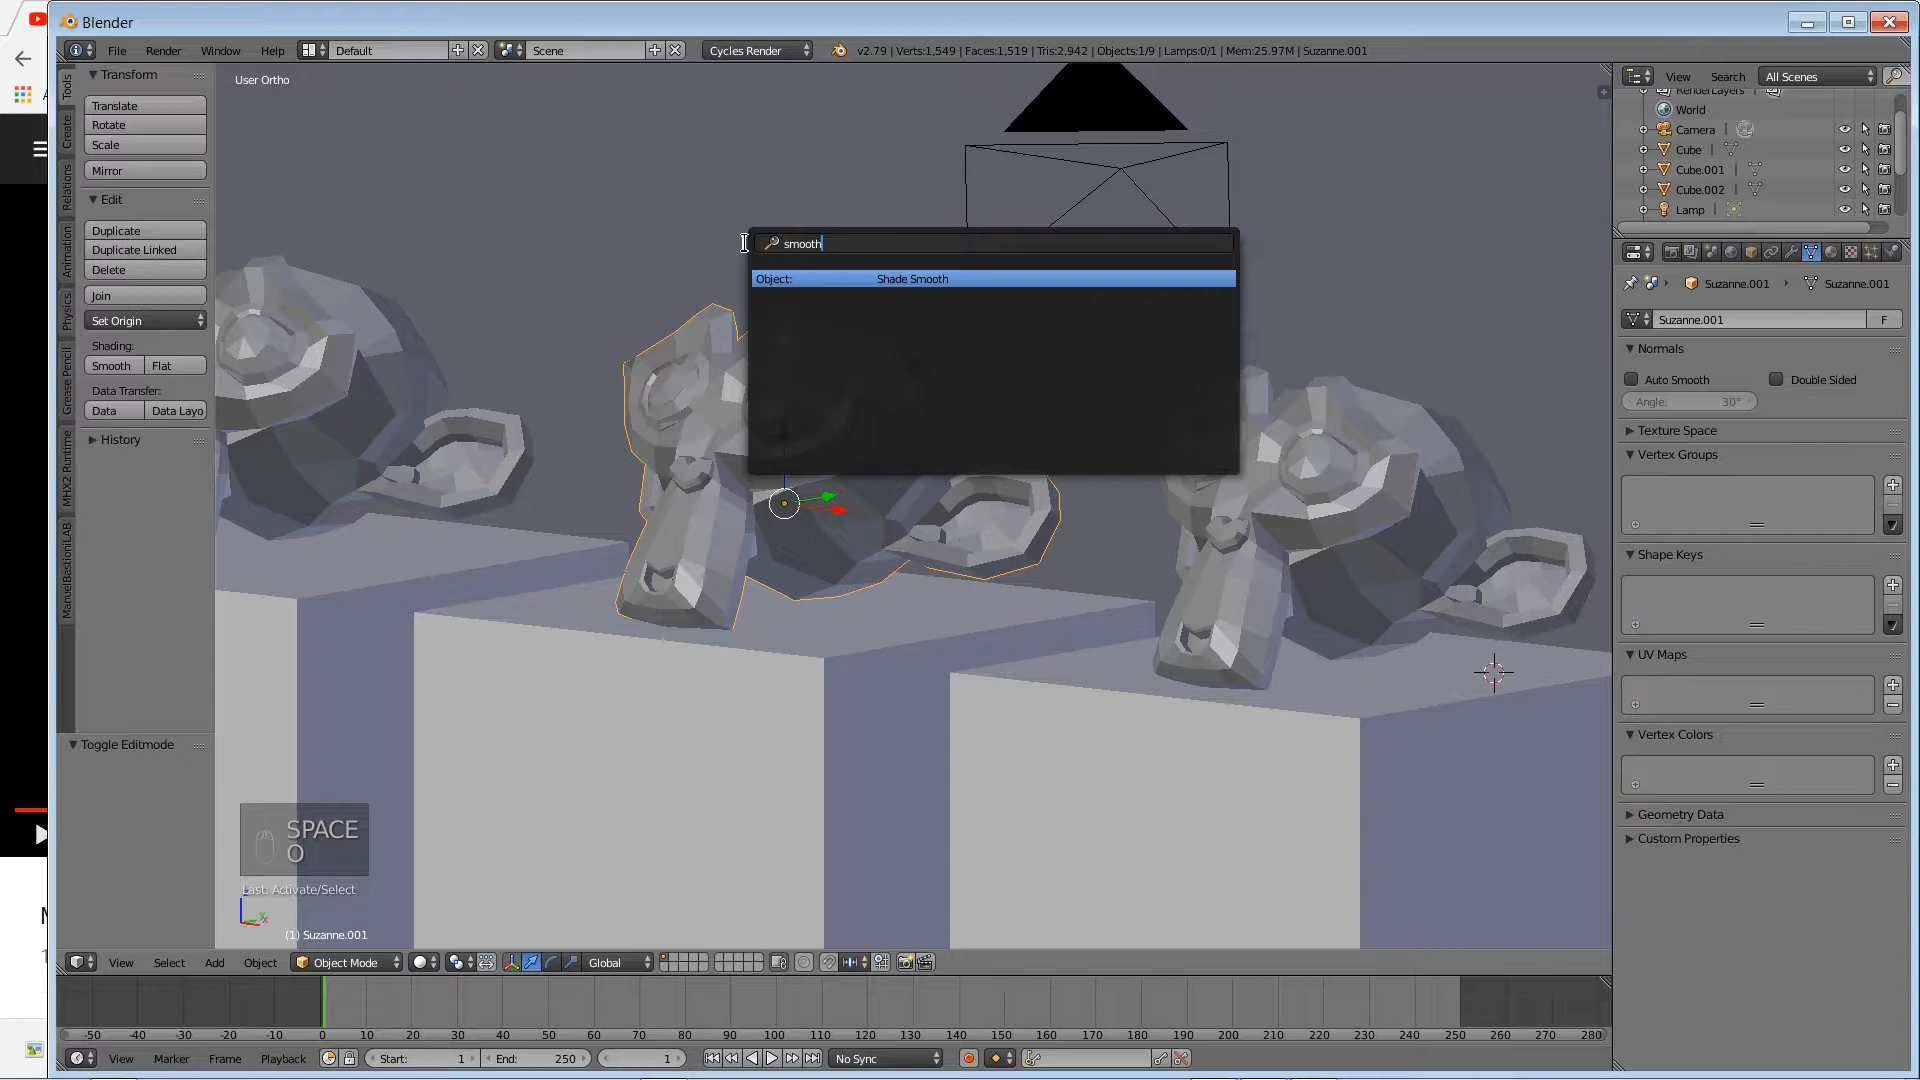 Blender
File Render Window Help Default Scene Cycles Render v2.79 | Verts:1,549 | Faces:1,519 | Tris:2,942 | Objects:1/9 | Lamps:0/1 | Mem:25.97M | Suzanne.001
Tools
Create
Relations
Animation
Physics
Grease Pencil
MHX2 Runtime
ManuelBastioniLAB
Transform
Translate
Rotate
Scale
Mirror
Edit
Duplicate
Duplicate Linked
Delete
Join
Set Origin
Shading:
Smooth Flat
Data Transfer:
Data Data Layo
History
Toggle Editmode
User Ortho
smooth
Object: Shade Smooth
SPACE
O
Last: Activate/Select
(1) Suzanne.001
View Search All Scenes
RenderLayers
World
Camera
Cube
Cube.001
Cube.002
Lamp
Suzanne.001 Suzanne.001
Suzanne.001 F
Normals
Auto Smooth Double Sided
Angle: 30°
Texture Space
Vertex Groups
Shape Keys
UV Maps
Vertex Colors
Geometry Data
Custom Properties
View Select Add Object Object Mode Global
-50 -40 -30 -20 -10 0 10 20 30 40 50 60 70 80 90 100 110 120 130 140 150 160 170 180 190 200 210 220 230 240 250 260 270 280
View Marker Frame Playback Start: 1 End: 250 1 No Sync